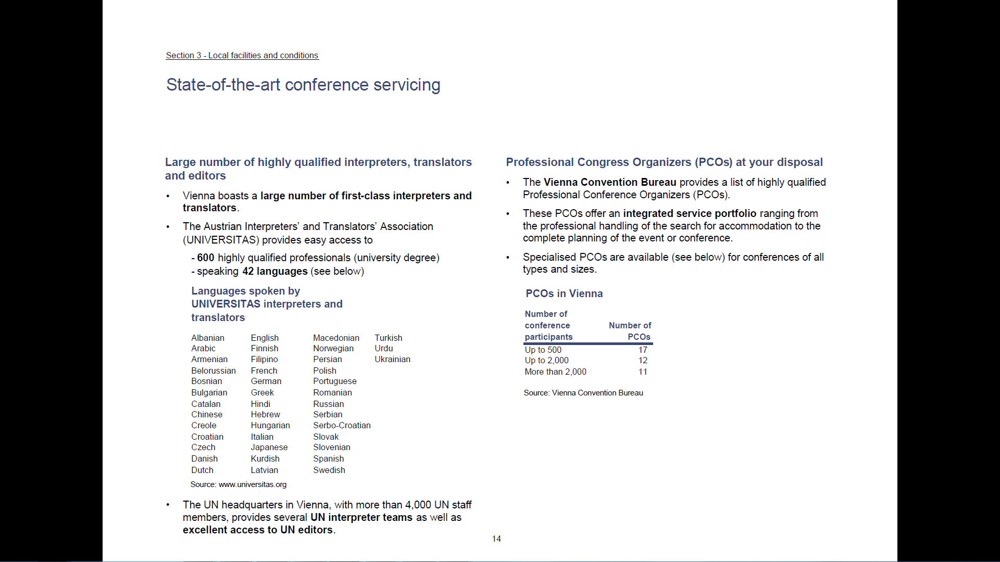 Section 3 - Local facilities and conditions
State-of-the-art conference servicing
Large number of highly qualified interpreters, translators
and editors
• Vienna boasts a large number of first-class interpreters and
translators.
• The Austrian Interpreters’ and Translators’ Association
(UNIVERSITAS) provides easy access to
- 600 highly qualified professionals (university degree)
- speaking 42 languages (see below)
Languages spoken by
UNIVERSITAS interpreters and
translators
Albanian English Macedonian Turkish
Arabic Finnish Norwegian Urdu
Armenian Filipino Persian Ukrainian
Belorussian French Polish
Bosnian German Portuguese
Bulgarian Greek Romanian
Catalan Hindi Russian
Chinese Hebrew Serbian
Creole Hungarian Serbo-Croatian
Croatian Italian Slovak
Czech Japanese Slovenian
Danish Kurdish Spanish
Dutch Latvian Swedish
Source: www.universitas.org
• The UN headquarters in Vienna, with more than 4,000 UN staff
members, provides several UN interpreter teams as well as
excellent access to UN editors.
Professional Congress Organizers (PCOs) at your disposal
• The Vienna Convention Bureau provides a list of highly qualified
Professional Conference Organizers (PCOs).
• These PCOs offer an integrated service portfolio ranging from
the professional handling of the search for accommodation to the
complete planning of the event or conference.
• Specialised PCOs are available (see below) for conferences of all
types and sizes.
PCOs in Vienna
Number of
conference Number of
participants PCOs
Up to 500 17
Up to 2,000 12
More than 2,000 11
Source: Vienna Convention Bureau
14